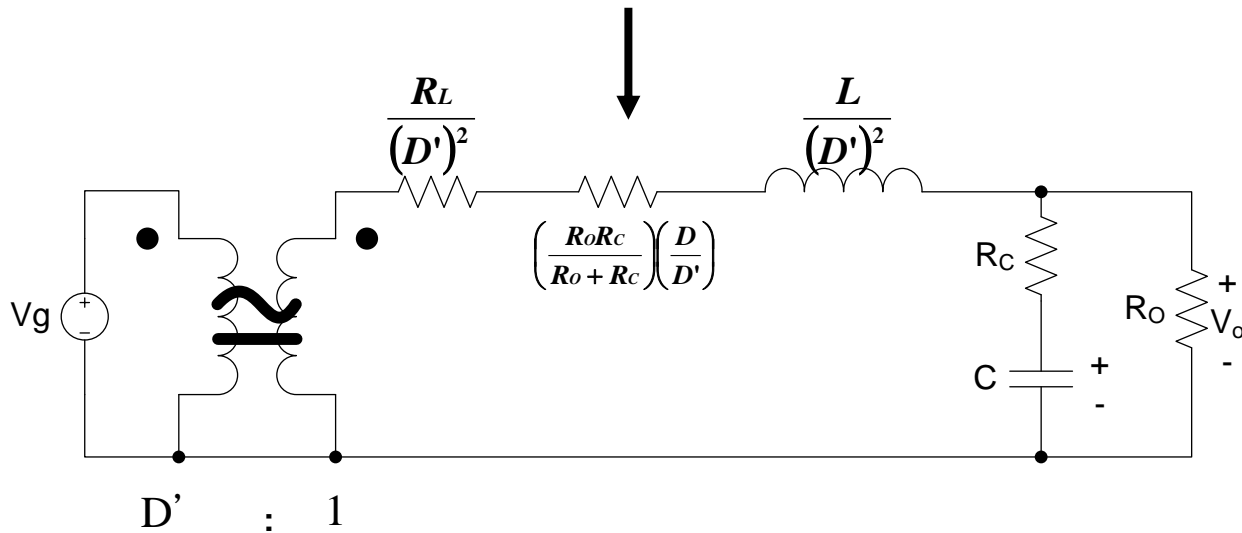 R_L / (D')^2
L / (D')^2
(R_O R_C / (R_O + R_C)) (D / D')
Vg
+
−
R_C
C
+
-
R_O
+
V_o
-
D' : 1